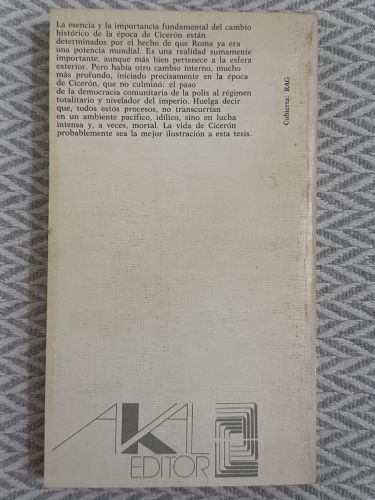 La esencia y la importancia fundamental del cambio
histórico de la época de Cicerón están
determinados por el hecho de que Roma ya era
una potencia mundial. Es una realidad sumamente
importante, aunque más bien pertenece a la esfera
exterior. Pero había otro cambio interno, mucho
más profundo, iniciado precisamente en la época
de Cicerón, que no culminó: el paso
de la democracia comunitaria de la polis al régimen
totalitario y nivelador del imperio. Huelga decir
que, todos estos procesos, no transcurrían
en un ambiente pacífico, idílico, sino en lucha
intensa y, a veces, mortal. La vida de Cicerón
probablemente sea la mejor ilustración a esta tesis.
Cubierta: RAG
AKAL
EDITOR